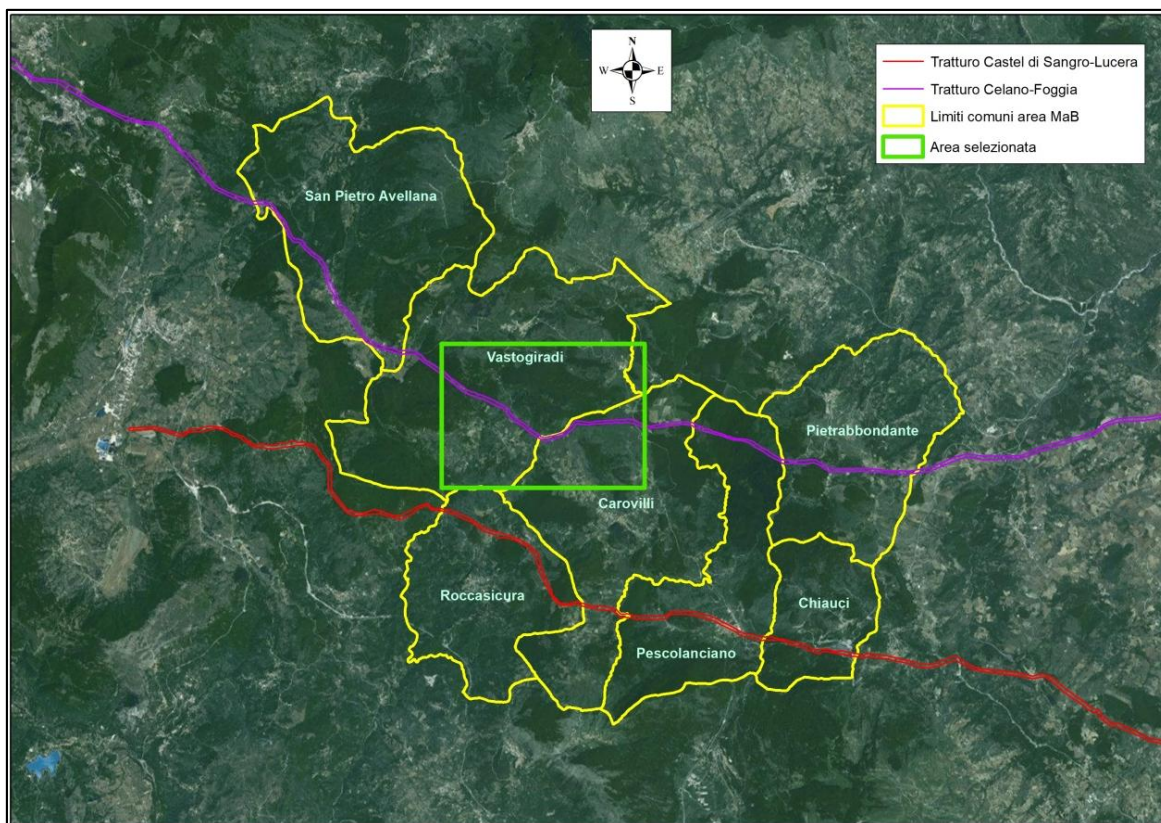 N
W E
S
Tratturo Castel di Sangro-Lucera
Tratturo Celano-Foggia
Limiti comuni area MaB
Area selezionata
San Pietro Avellana
Vastogiradi
Pietrabbondante
Carovilli
Roccasicura
Chiauci
Pescolanciano